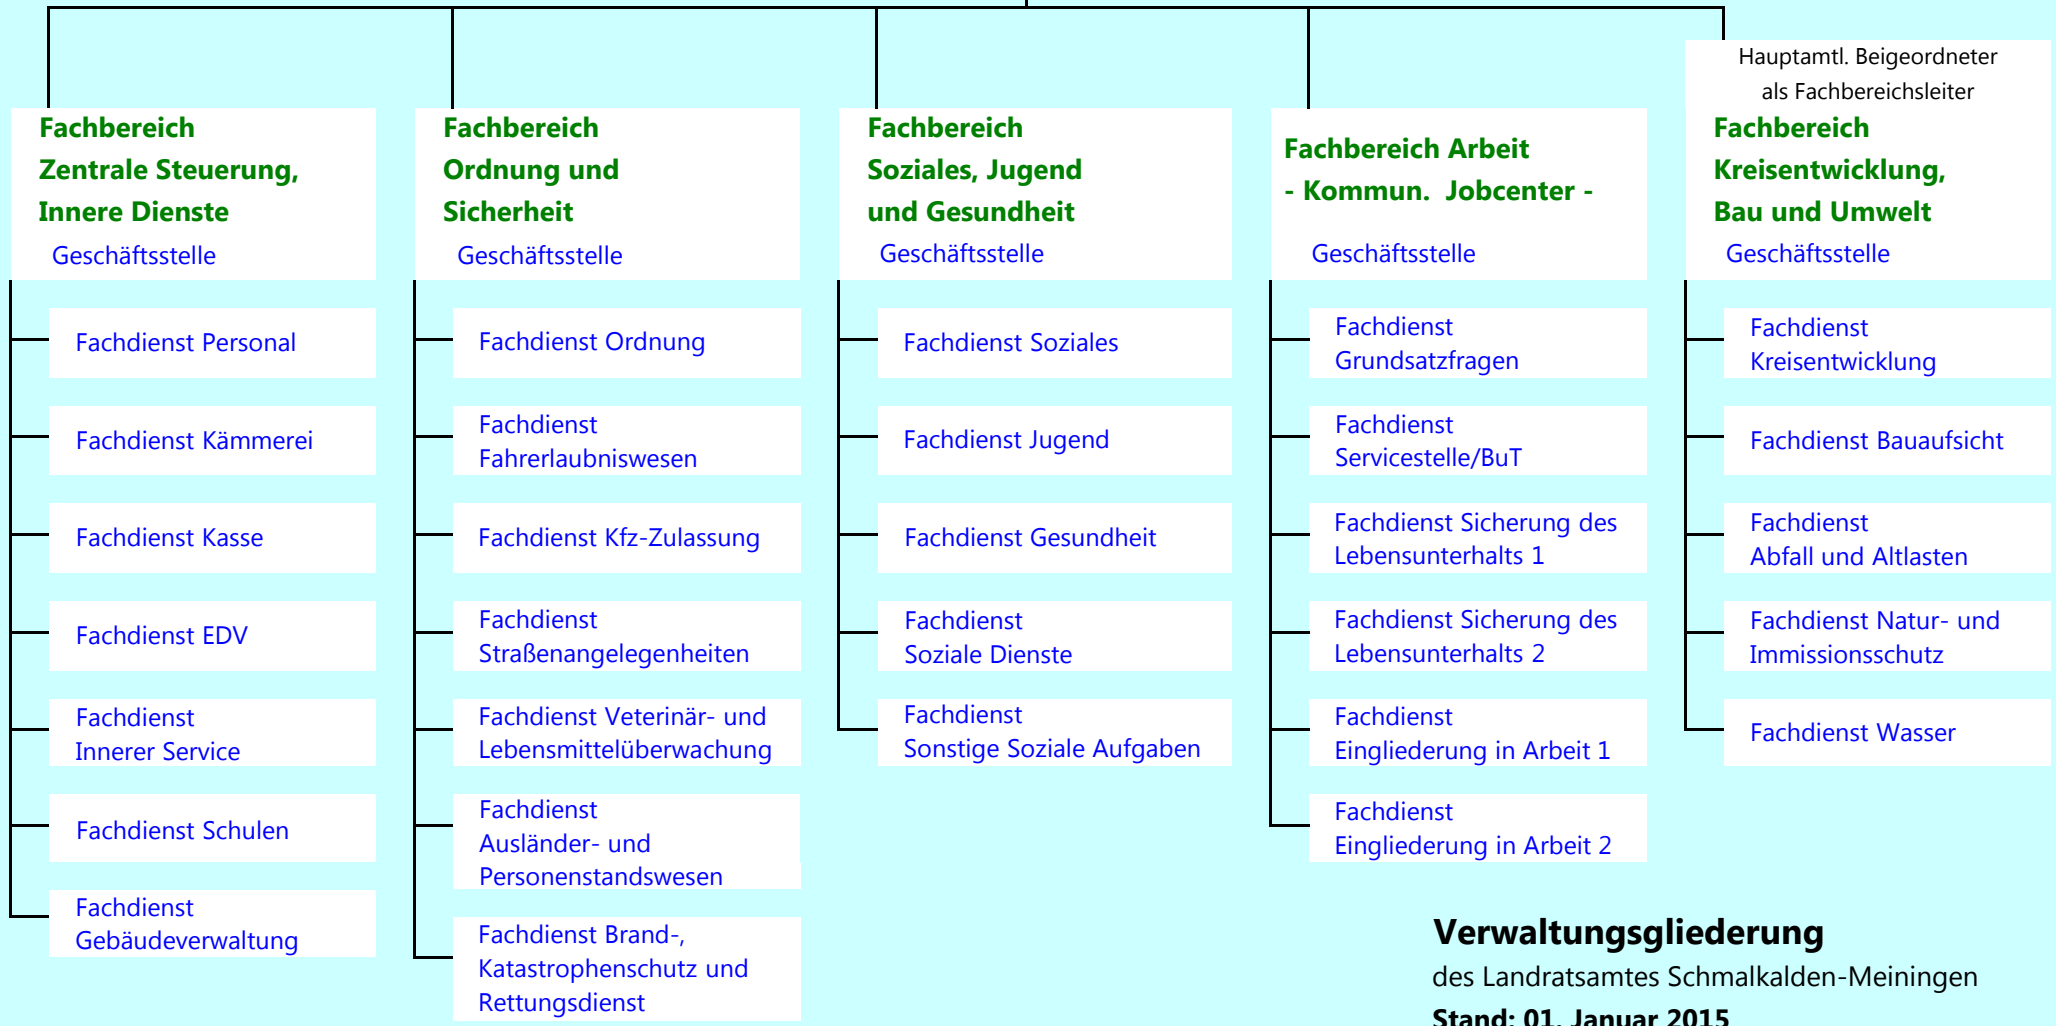 Fachbereich
Zentrale Steuerung,
Innere Dienste
Geschäftsstelle
Fachdienst Personal
Fachdienst Kämmerei
Fachdienst Kasse
Fachdienst EDV
Fachdienst
Innerer Service
Fachdienst Schulen
Fachdienst
Gebäudeverwaltung
Fachbereich
Ordnung und
Sicherheit
Geschäftsstelle
Fachdienst Ordnung
Fachdienst
Fahrerlaubniswesen
Fachdienst Kfz-Zulassung
Fachdienst
Straßenangelegenheiten
Fachdienst Veterinär- und
Lebensmittelüberwachung
Fachdienst
Ausländer- und
Personenstandswesen
Fachdienst Brand-,
Katastrophenschutz und
Rettungsdienst
Fachbereich
Soziales, Jugend
und Gesundheit
Geschäftsstelle
Fachdienst Soziales
Fachdienst Jugend
Fachdienst Gesundheit
Fachdienst
Soziale Dienste
Fachdienst
Sonstige Soziale Aufgaben
Fachbereich Arbeit
- Kommun. Jobcenter -
Geschäftsstelle
Fachdienst
Grundsatzfragen
Fachdienst
Servicestelle/BuT
Fachdienst Sicherung des
Lebensunterhalts 1
Fachdienst Sicherung des
Lebensunterhalts 2
Fachdienst
Eingliederung in Arbeit 1
Fachdienst
Eingliederung in Arbeit 2
Hauptamtl. Beigeordneter
als Fachbereichsleiter
Fachbereich
Kreisentwicklung,
Bau und Umwelt
Geschäftsstelle
Fachdienst
Kreisentwicklung
Fachdienst Bauaufsicht
Fachdienst
Abfall und Altlasten
Fachdienst Natur- und
Immissionsschutz
Fachdienst Wasser
Verwaltungsgliederung
des Landratsamtes Schmalkalden-Meiningen
Stand: 01. Januar 2015